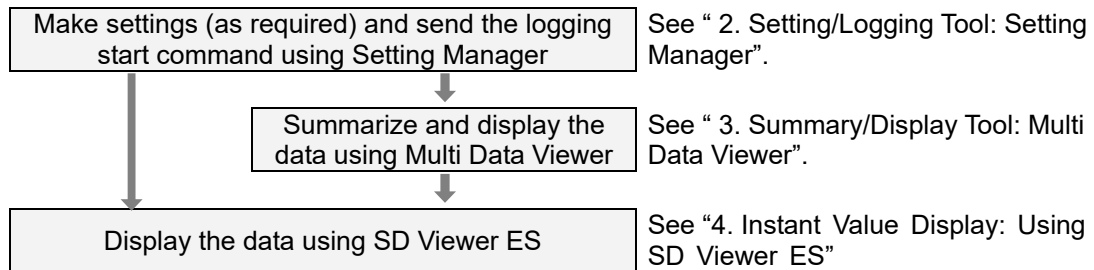 Make settings (as required) and send the logging
start command using Setting Manager
See “ 2. Setting/Logging Tool: Setting
Manager”.
Summarize and display the
data using Multi Data Viewer
See “ 3. Summary/Display Tool: Multi
Data Viewer”.
Display the data using SD Viewer ES
See “4. Instant Value Display: Using
SD Viewer ES”